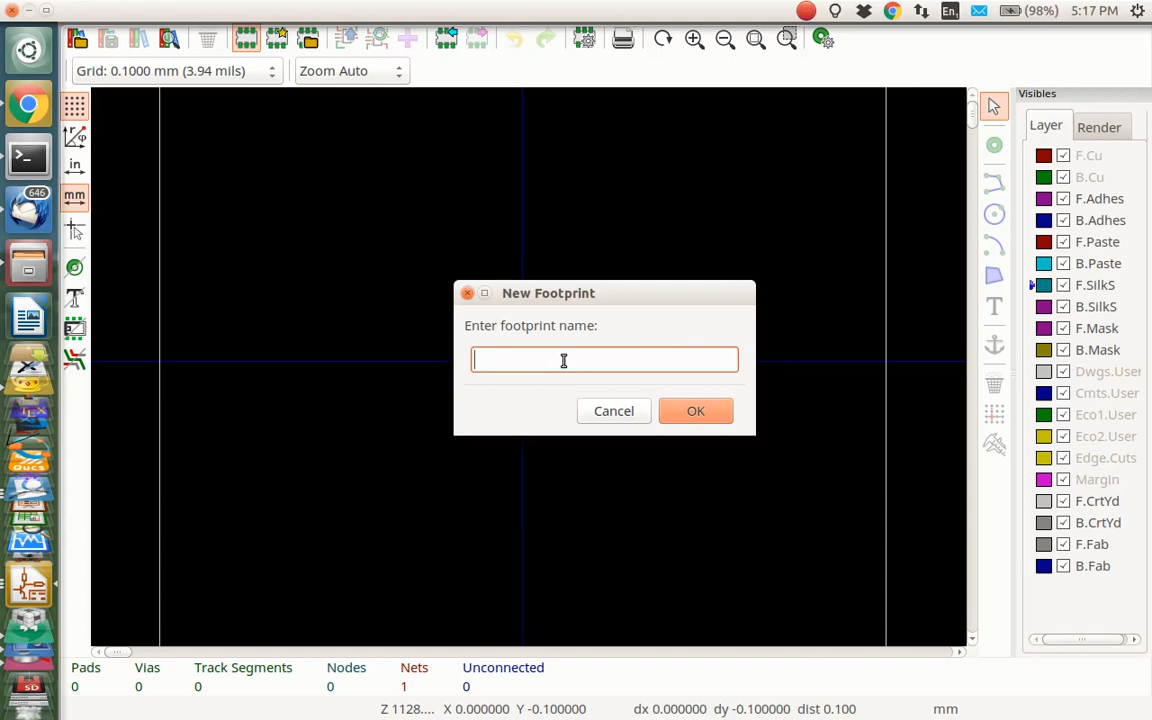 En
(98%)
5:17 PM
Grid: 0.1000 mm (3.94 mils)
Zoom Auto
Visibles
Layer
Render
in
mm
646
F.Cu
B.Cu
F.Adhes
B.Adhes
F.Paste
B.Paste
F.SilkS
B.SilkS
F.Mask
B.Mask
Dwgs.User
Cmts.User
Eco1.User
Eco2.User
Edge.Cuts
Margin
F.CrtYd
B.CrtYd
F.Fab
B.Fab
New Footprint
Enter footprint name:
Cancel
OK
QUCS
SD
Pads
Vias
Track Segments
Nodes
Nets
Unconnected
0
0
0
0
1
0
Z 1128.... X 0.000000 Y -0.100000 dx 0.000000 dy -0.100000 dist 0.100 mm